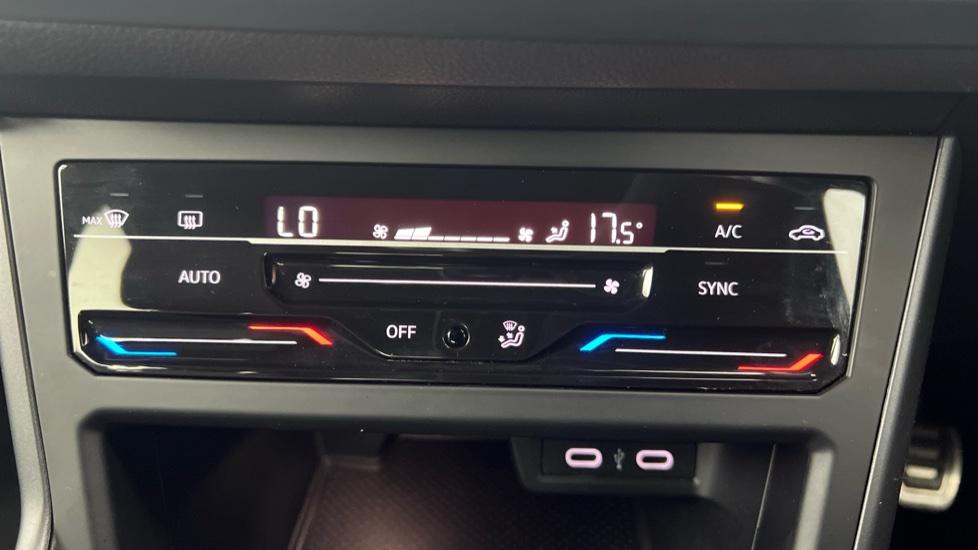 MAX
LO 17.5°
A/C
AUTO
SYNC
OFF